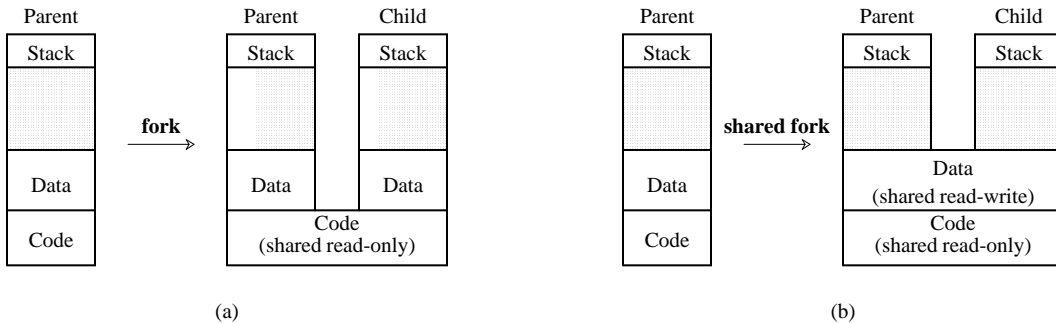 Parent Parent Child Parent Parent Child
Stack Stack Stack Stack Stack Stack
fork shared fork
Data Data Data Data Data
(shared read-write)
Code Code Code Code
(shared read-only) (shared read-only)
(a) (b)